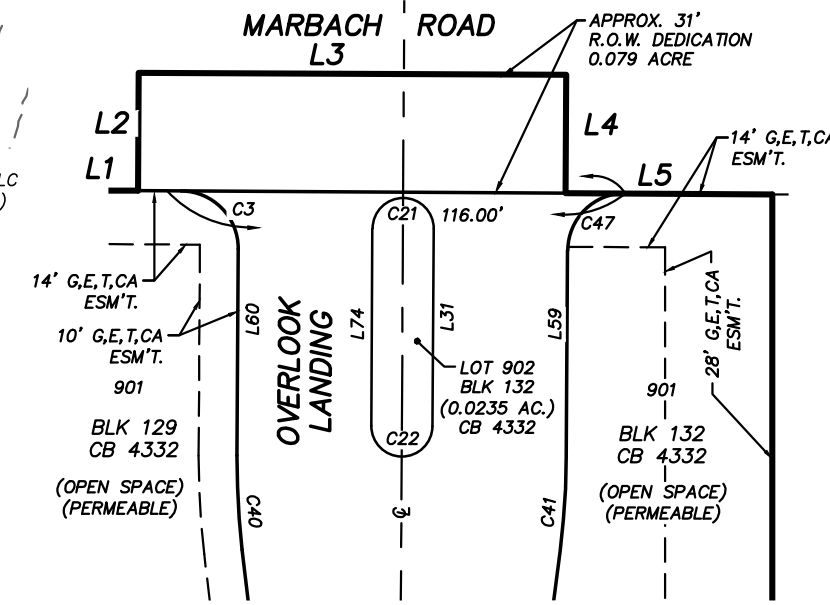 MARBACH ROAD
L3
APPROX. 31'
R.O.W. DEDICATION
0.079 ACRE
L2
L4
14' G,E,T,CA
ESM'T.
L1
L5
LC
)
C3
C21
116.00'
C47
14' G,E,T,CA
ESM'T.
10' G,E,T,CA
ESM'T.
L60
OVERLOOK
LANDING
L74
L31
L59
28' G,E,T,CA
ESM'T.
LOT 902
BLK 132
(0.0235 AC.)
CB 4332
901
BLK 129
CB 4332
(OPEN SPACE)
(PERMEABLE)
901
BLK 132
CB 4332
(OPEN SPACE)
(PERMEABLE)
C22
C40
℄
C41